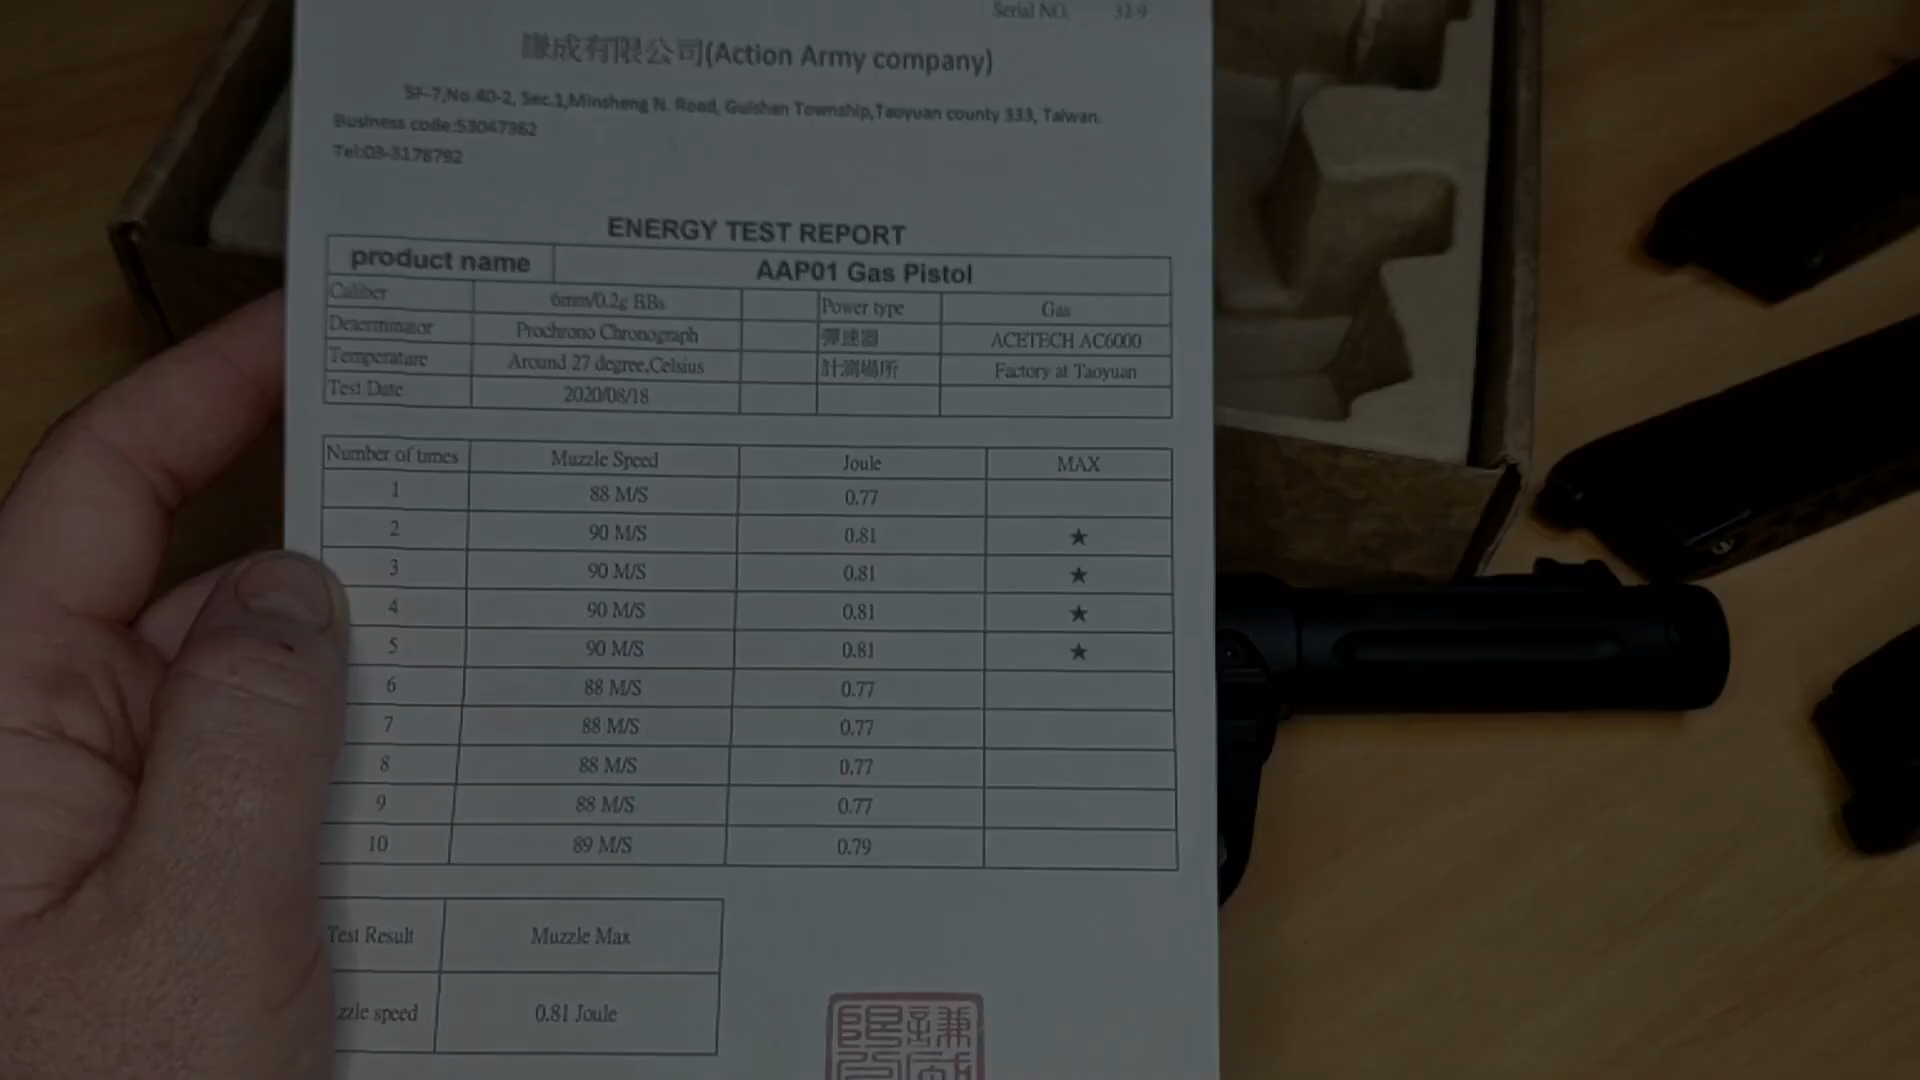 Serial NO.
謙成有限公司(Action Army company)
5F-7,No.40-2, Sec.1,Minsheng N. Road, Guishan Township,Taoyuan county 333, Taiwan.
Business code:53047362
Tel:03-3178792
ENERGY TEST REPORT
product name AAP01 Gas Pistol
Caliber 6mm/0.2g BBs Power type Gas
Determinator Prochrono Chronograph 彈速器 ACETECH AC6000
Temperature Around 27 degree,Celsius 計測場所 Factory at Taoyuan
Test Date 2020/08/18
Number of times Muzzle Speed Joule MAX
1 88 M/S 0.77
2 90 M/S 0.81 ★
3 90 M/S 0.81 ★
4 90 M/S 0.81 ★
5 90 M/S 0.81 ★
6 88 M/S 0.77
7 88 M/S 0.77
8 88 M/S 0.77
9 88 M/S 0.77
10 89 M/S 0.79
Test Result Muzzle Max
zzle speed 0.81 Joule